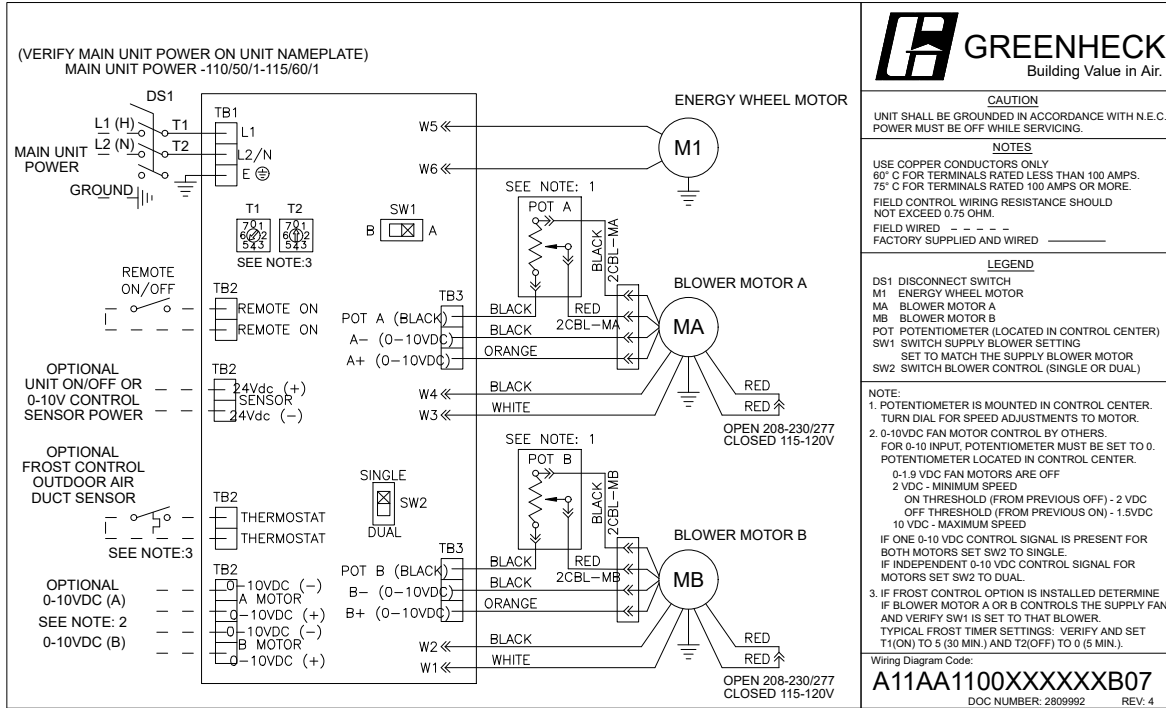 (VERIFY MAIN UNIT POWER ON UNIT NAMEPLATE)
MAIN UNIT POWER -110/50/1-115/60/1
DS1
L1 (H)
T1
L2 (N)
T2
MAIN UNIT
POWER
GROUND
TB1
L1
L2/N
E
T1
T2
7 0 1
6 2
5 4 3
7 0 1
6 2
5 4 3
SEE NOTE:3
SW1
B
A
REMOTE
ON/OFF
TB2
REMOTE ON
REMOTE ON
OPTIONAL
UNIT ON/OFF OR
0-10V CONTROL
SENSOR POWER
TB2
24Vdc (+)
SENSOR
24Vdc (-)
OPTIONAL
FROST CONTROL
OUTDOOR AIR
DUCT SENSOR
SEE NOTE:3
TB2
THERMOSTAT
THERMOSTAT
OPTIONAL
0-10VDC (A)
SEE NOTE: 2
0-10VDC (B)
TB2
0-10VDC (-)
A MOTOR
0-10VDC (+)
0-10VDC (-)
B MOTOR
0-10VDC (+)
SINGLE
SW2
DUAL
W5
W6
ENERGY WHEEL MOTOR
M1
SEE NOTE: 1
POT A
BLACK
2CBL-MA
BLOWER MOTOR A
TB3
POT A (BLACK)
A- (0-10VDC)
A+ (0-10VDC)
BLACK
RED
2CBL-MA
BLACK
ORANGE
MA
W4
BLACK
W3
WHITE
RED
RED
OPEN 208-230/277
CLOSED 115-120V
SEE NOTE: 1
POT B
BLACK
2CBL-MB
BLOWER MOTOR B
TB3
POT B (BLACK)
B- (0-10VDC)
B+ (0-10VDC)
BLACK
RED
2CBL-MB
BLACK
ORANGE
MB
W2
BLACK
W1
WHITE
RED
RED
OPEN 208-230/277
CLOSED 115-120V
GREENHECK
Building Value in Air.
CAUTION
UNIT SHALL BE GROUNDED IN ACCORDANCE WITH N.E.C.
POWER MUST BE OFF WHILE SERVICING.
NOTES
USE COPPER CONDUCTORS ONLY
60° C FOR TERMINALS RATED LESS THAN 100 AMPS.
75° C FOR TERMINALS RATED 100 AMPS OR MORE.
FIELD CONTROL WIRING RESISTANCE SHOULD
NOT EXCEED 0.75 OHM.
FIELD WIRED
FACTORY SUPPLIED AND WIRED
LEGEND
DS1 DISCONNECT SWITCH
M1 ENERGY WHEEL MOTOR
MA BLOWER MOTOR A
MB BLOWER MOTOR B
POT POTENTIOMETER (LOCATED IN CONTROL CENTER)
SW1 SWITCH SUPPLY BLOWER SETTING
SET TO MATCH THE SUPPLY BLOWER MOTOR
SW2 SWITCH BLOWER CONTROL (SINGLE OR DUAL)
NOTE:
1. POTENTIOMETER IS MOUNTED IN CONTROL CENTER.
TURN DIAL FOR SPEED ADJUSTMENTS TO MOTOR.
2. 0-10VDC FAN MOTOR CONTROL BY OTHERS.
FOR 0-10 INPUT, POTENTIOMETER MUST BE SET TO 0.
POTENTIOMETER LOCATED IN CONTROL CENTER.
0-1.9 VDC FAN MOTORS ARE OFF
2 VDC - MINIMUM SPEED
ON THRESHOLD (FROM PREVIOUS OFF) - 2 VDC
OFF THRESHOLD (FROM PREVIOUS ON) - 1.5VDC
10 VDC - MAXIMUM SPEED
IF ONE 0-10 VDC CONTROL SIGNAL IS PRESENT FOR
BOTH MOTORS SET SW2 TO SINGLE.
IF INDEPENDENT 0-10 VDC CONTROL SIGNAL FOR
MOTORS SET SW2 TO DUAL.
3. IF FROST CONTROL OPTION IS INSTALLED DETERMINE
IF BLOWER MOTOR A OR B CONTROLS THE SUPPLY FAN
AND VERIFY SW1 IS SET TO THAT BLOWER.
TYPICAL FROST TIMER SETTINGS: VERIFY AND SET
T1(ON) TO 5 (30 MIN.) AND T2(OFF) TO 0 (5 MIN.).
Wiring Diagram Code:
A11AA1100XXXXXXB07
DOC NUMBER: 2809992
REV: 4